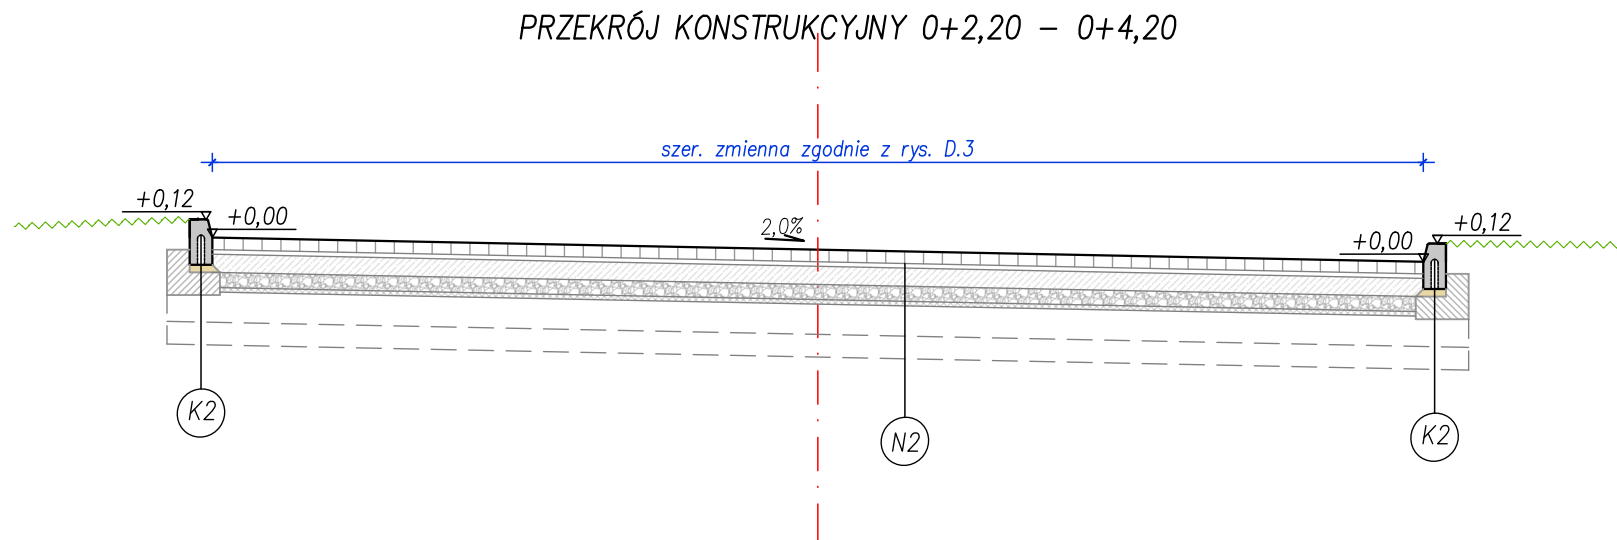 PRZEKRÓJ KONSTRUKCYJNY 0+2,20 – 0+4,20
szer. zmienna zgodnie z rys. D.3
+0,12
+0,00
2,0%
+0,12
+0,00
K2
N2
K2